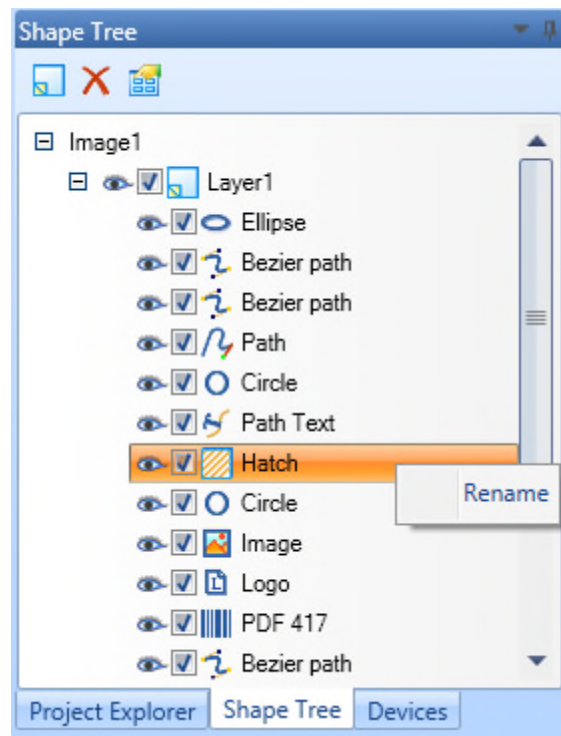 Shape Tree
Image1
Layer1
Ellipse
Bezier path
Bezier path
Path
Circle
Path Text
Hatch
Rename
Circle
Image
Logo
PDF 417
Bezier path
Project Explorer Shape Tree Devices